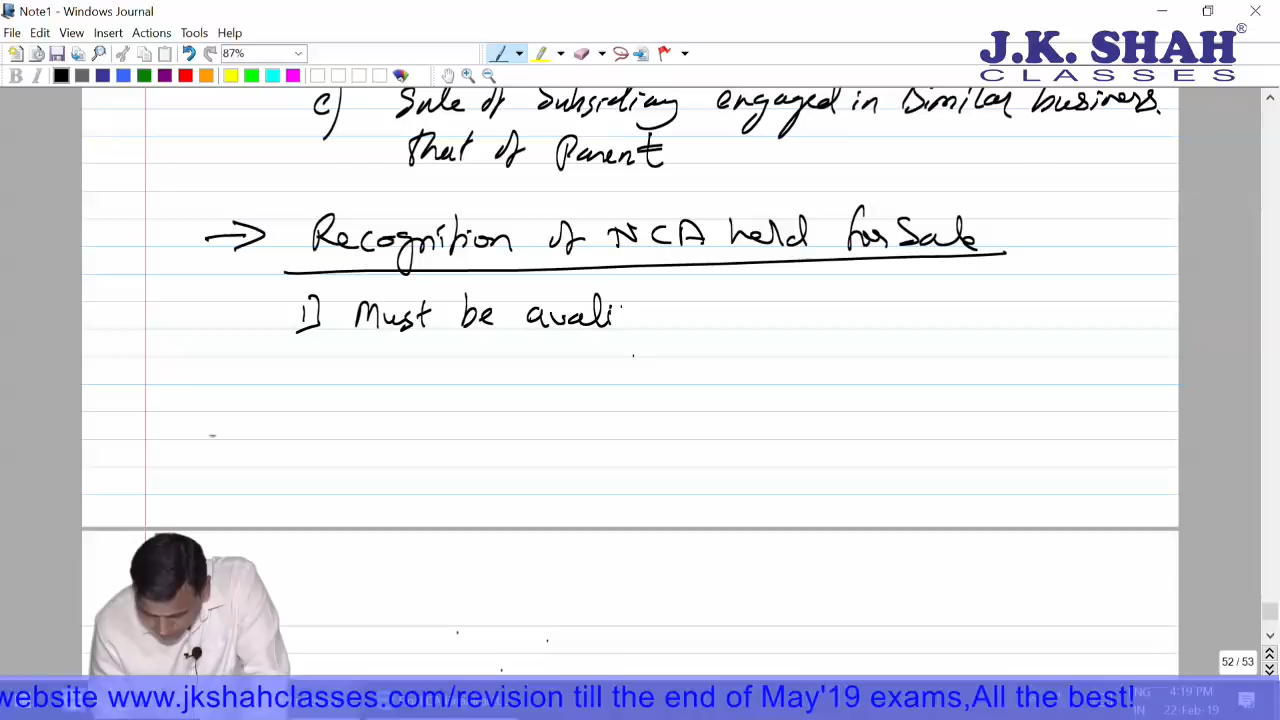 Note1 - Windows Journal
File Edit View Insert Actions Tools Help
87%
J.K. SHAH®
CLASSES
c) Sale of Subsidiary engaged in similar business.
that of Parent
→ Recognition of NCA held for Sale
1] Must be avali
52 / 53
website www.jkshahclasses.com/revision till the end of May'19 exams,All the best!
NG 4:19 PM
IN 22-Feb-19